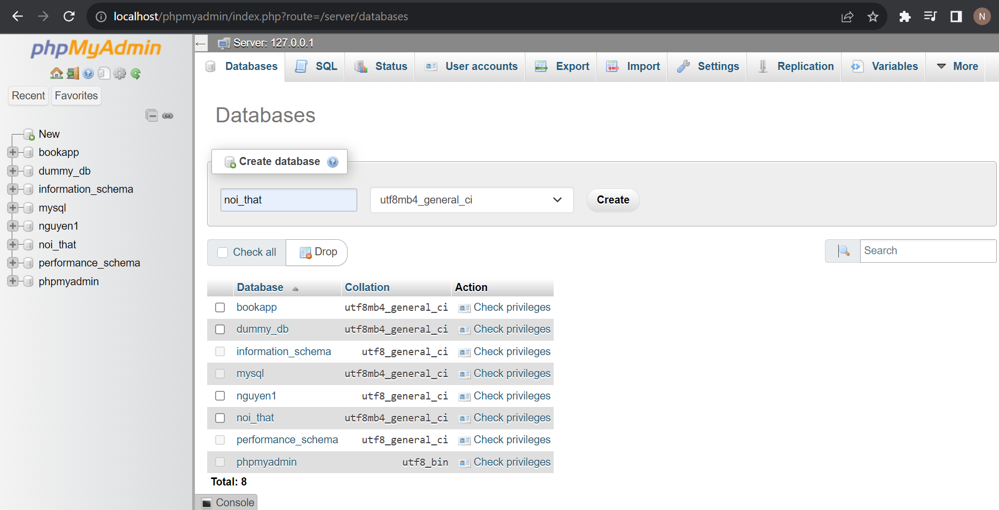 localhost/phpmyadmin/index.php?route=/server/databases
N
phpMyAdmin
Recent Favorites
New
bookapp
dummy_db
information_schema
mysql
nguyen1
noi_that
performance_schema
phpmyadmin
Server: 127.0.0.1
Databases SQL Status User accounts Export Import Settings Replication Variables More
Databases
Create database
noi_that utf8mb4_general_ci Create
Check all Drop Search
Database Collation Action
bookapp utf8mb4_general_ci Check privileges
dummy_db utf8mb4_general_ci Check privileges
information_schema utf8_general_ci Check privileges
mysql utf8mb4_general_ci Check privileges
nguyen1 utf8_general_ci Check privileges
noi_that utf8mb4_general_ci Check privileges
performance_schema utf8_general_ci Check privileges
phpmyadmin utf8_bin Check privileges
Total: 8
Console